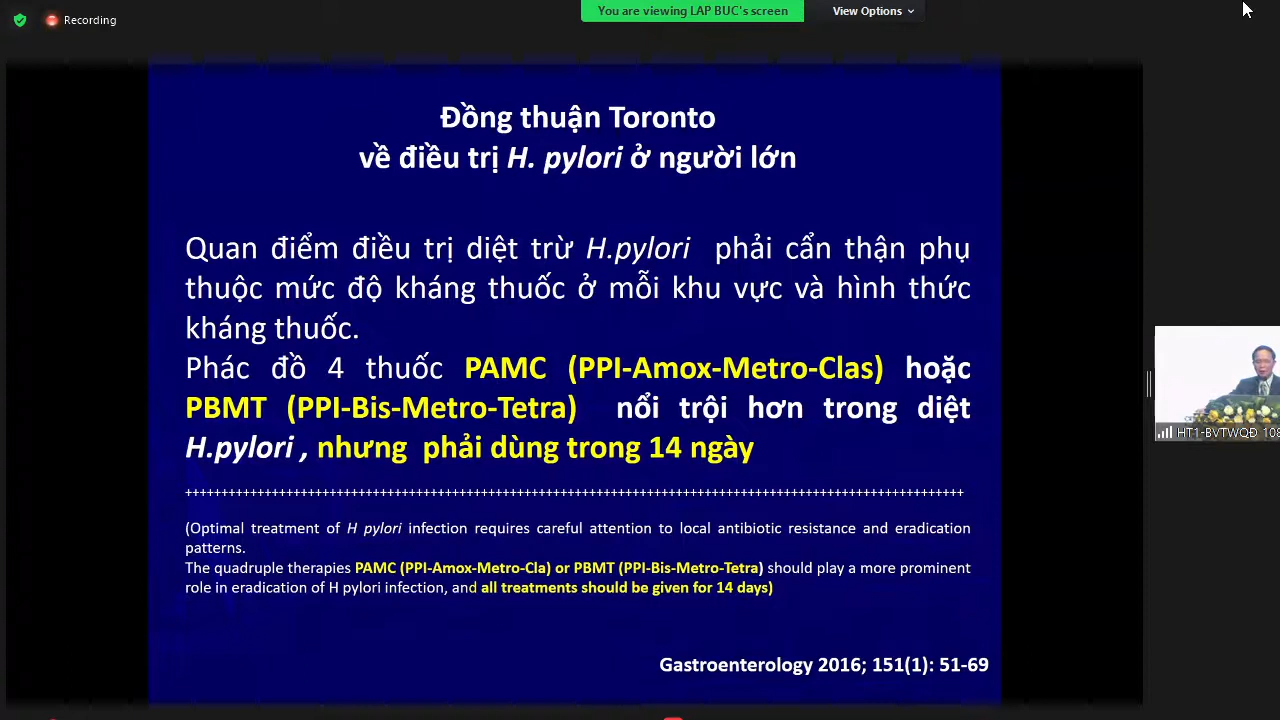 Recording
You are viewing LAP BUC's screen
View Options
Đồng thuận Toronto
về điều trị H. pylori ở người lớn
Quan điểm điều trị diệt trừ H.pylori phải cẩn thận phụ
thuộc mức độ kháng thuốc ở mỗi khu vực và hình thức
kháng thuốc.
Phác đồ 4 thuốc PAMC (PPI-Amox-Metro-Clas) hoặc
PBMT (PPI-Bis-Metro-Tetra) nổi trội hơn trong diệt
H.pylori , nhưng phải dùng trong 14 ngày
++++++++++++++++++++++++++++++++++++++++++++++++++++++++++++++++++++++++++++++++++++++++++++++++++++++++++++
(Optimal treatment of H pylori infection requires careful attention to local antibiotic resistance and eradication
patterns.
The quadruple therapies PAMC (PPI-Amox-Metro-Cla) or PBMT (PPI-Bis-Metro-Tetra) should play a more prominent
role in eradication of H pylori infection, and all treatments should be given for 14 days)
Gastroenterology 2016; 151(1): 51-69
HT1-BVTWQĐ 108